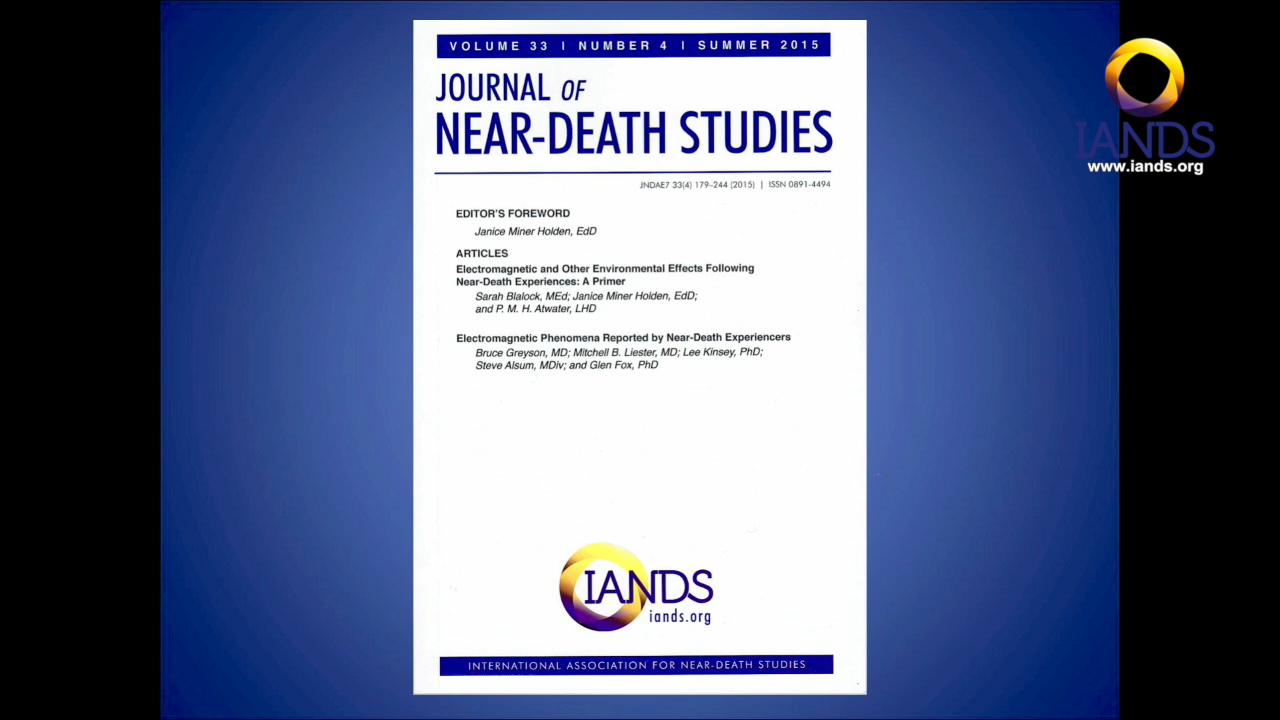 VOLUME 33 | NUMBER 4 | SUMMER 2015
JOURNAL OF
NEAR-DEATH STUDIES
JNDAE7 33(4) 179–244 (2015) | ISSN 0891-4494
EDITOR'S FOREWORD
Janice Miner Holden, EdD
ARTICLES
Electromagnetic and Other Environmental Effects Following
Near-Death Experiences: A Primer
Sarah Blalock, MEd; Janice Miner Holden, EdD;
and P. M. H. Atwater, LHD
Electromagnetic Phenomena Reported by Near-Death Experiencers
Bruce Greyson, MD; Mitchell B. Liester, MD; Lee Kinsey, PhD;
Steve Alsum, MDiv; and Glen Fox, PhD
IANDS
iands.org
INTERNATIONAL ASSOCIATION FOR NEAR-DEATH STUDIES
IANDS
www.iands.org